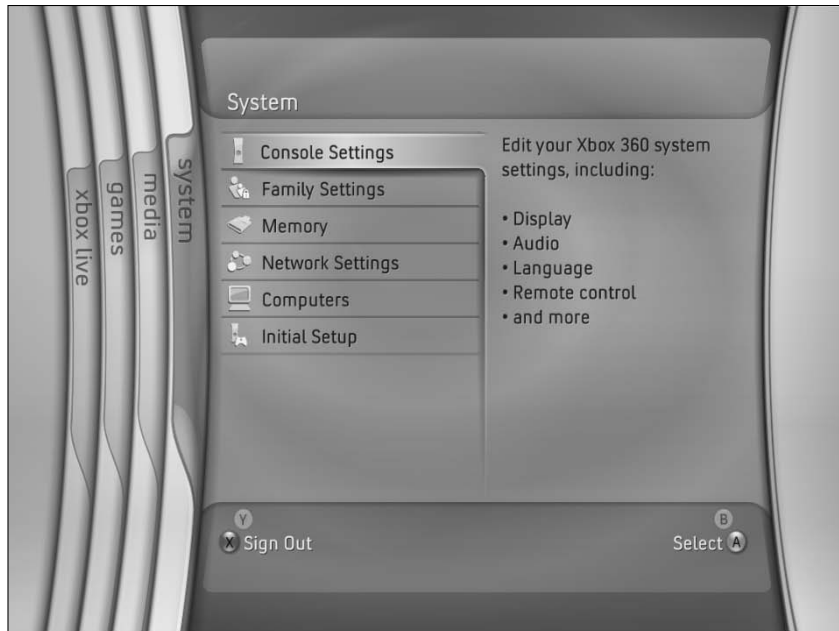 System
xbox live
games
media
system
Console Settings
Family Settings
Memory
Network Settings
Computers
Initial Setup
Edit your Xbox 360 system
settings, including:
• Display
• Audio
• Language
• Remote control
• and more
Y
X Sign Out
B
Select A